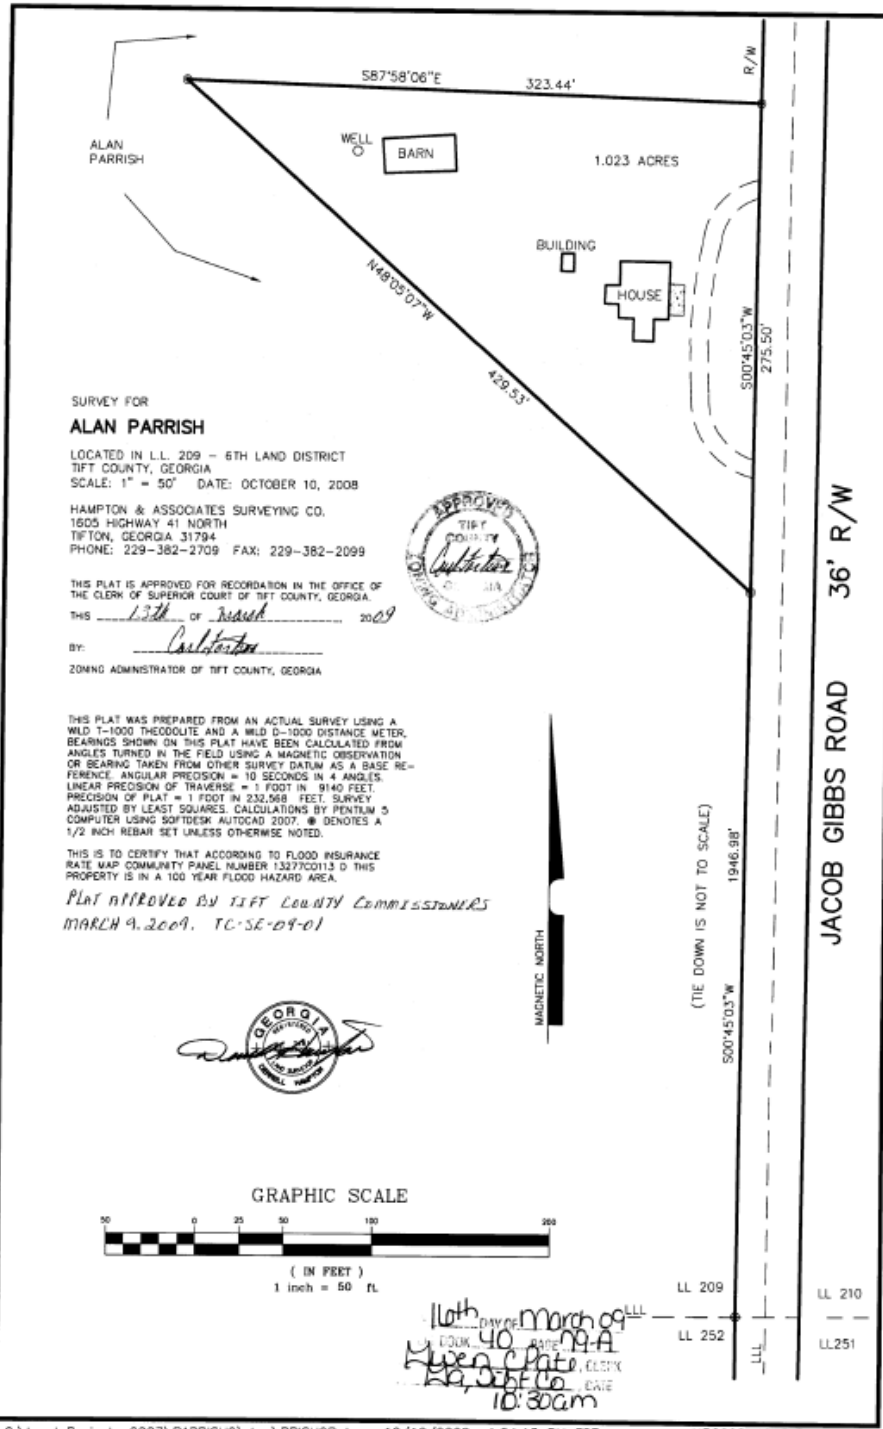 S87°58'06"E 323.44'
R/W
ALAN
PARRISH
WELL
BARN
1.023 ACRES
BUILDING
HOUSE
N48°05'07"W
429.53'
S00°45'03"W
275.50'
SURVEY FOR
ALAN PARRISH
LOCATED IN L.L. 209 - 6TH LAND DISTRICT
TIFT COUNTY, GEORGIA
SCALE: 1" = 50' DATE: OCTOBER 10, 2008
HAMPTON & ASSOCIATES SURVEYING CO.
1605 HIGHWAY 41 NORTH
TIFTON, GEORGIA 31794
PHONE: 229-382-2709 FAX: 229-382-2099
THIS PLAT IS APPROVED FOR RECORDATION IN THE OFFICE OF
THE CLERK OF SUPERIOR COURT OF TIFT COUNTY, GEORGIA.
THIS 13th OF March 2009
BY:
ZONING ADMINISTRATOR OF TIFT COUNTY, GEORGIA
APPROVED
TIFT
COUNTY
ZONING ADMINISTRATOR
THIS PLAT WAS PREPARED FROM AN ACTUAL SURVEY USING A
WILD T-1000 THEODOLITE AND A WILD D-1000 DISTANCE METER.
BEARINGS SHOWN ON THIS PLAT HAVE BEEN CALCULATED FROM
ANGLES TURNED IN THE FIELD USING A MAGNETIC OBSERVATION
OR BEARING TAKEN FROM OTHER SURVEY DATUM AS A BASE RE-
FERENCE. ANGULAR PRECISION = 10 SECONDS IN 4 ANGLES.
LINEAR PRECISION OF TRAVERSE = 1 FOOT IN 9140 FEET.
PRECISION OF PLAT = 1 FOOT IN 232,568 FEET. SURVEY
ADJUSTED BY LEAST SQUARES. CALCULATIONS BY PENTIUM 5
COMPUTER USING SOFTDESK AUTOCAD 2007. DENOTES A
1/2 INCH REBAR SET UNLESS OTHERWISE NOTED.
THIS IS TO CERTIFY THAT ACCORDING TO FLOOD INSURANCE
RATE MAP COMMUNITY PANEL NUMBER 13277C0113 D THIS
PROPERTY IS IN A 100 YEAR FLOOD HAZARD AREA.
PLAT APPROVED BY TIFT COUNTY COMMISSIONERS
MARCH 9, 2009. TC-SE-09-01
GEORGIA
REGISTERED
LAND SURVEYOR
HAMPTON
MAGNETIC NORTH
(TIE DOWN IS NOT TO SCALE)
S00°45'03"W
1946.98'
JACOB GIBBS ROAD 36' R/W
GRAPHIC SCALE
50 0 25 50 100 200
( IN FEET )
1 inch = 50 ft.
LL 209
LL 210
LLL
LL 252
LL251
LLL
16th DAY OF March 09
BOOK 40 PAGE 79-A
Gwen C Pate, CLERK
10:30am